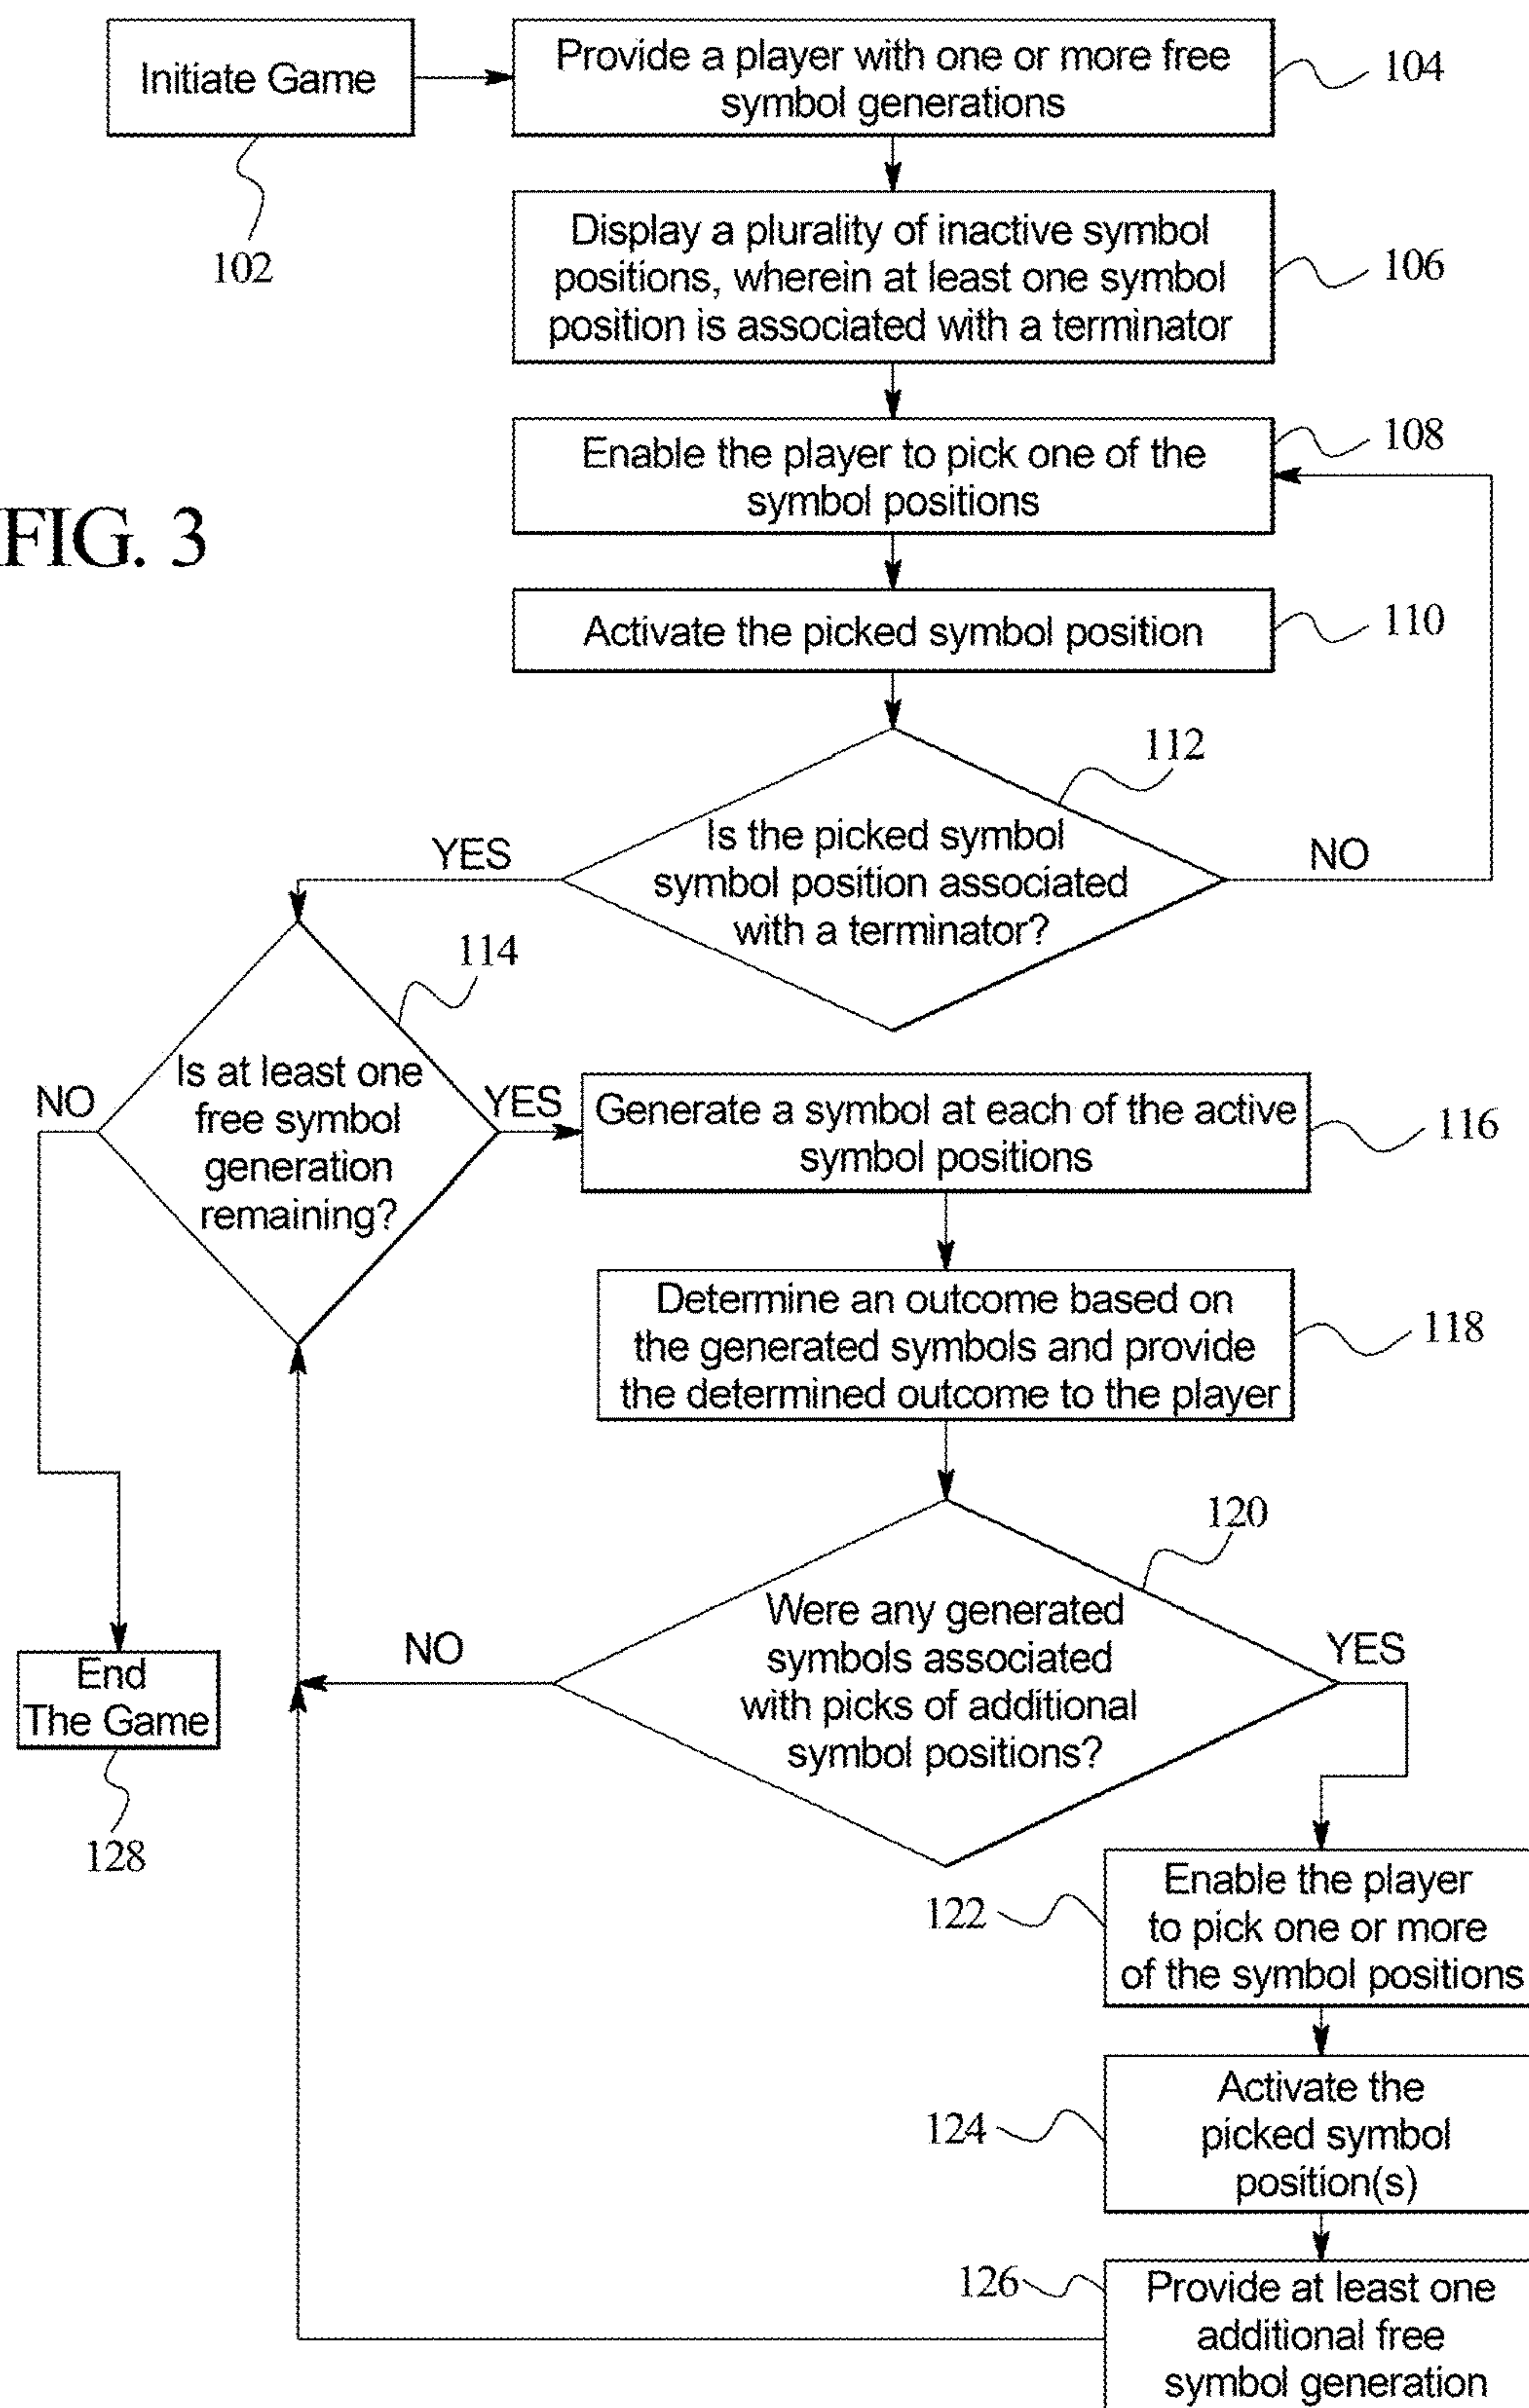 Initiate Game
102
Provide a player with one or more free
symbol generations
104
Display a plurality of inactive symbol
positions, wherein at least one symbol
position is associated with a terminator
106
Enable the player to pick one of the
symbol positions
108
FIG. 3
Activate the picked symbol position
110
Is the picked symbol
symbol position associated
with a terminator?
112
YES
NO
Is at least one
free symbol
generation
remaining?
114
NO
YES
Generate a symbol at each of the active
symbol positions
116
Determine an outcome based on
the generated symbols and provide
the determined outcome to the player
118
Were any generated
symbols associated
with picks of additional
symbol positions?
120
NO
YES
End
The Game
128
Enable the player
to pick one or more
of the symbol positions
122
Activate the
picked symbol
position(s)
124
Provide at least one
additional free
symbol generation
126